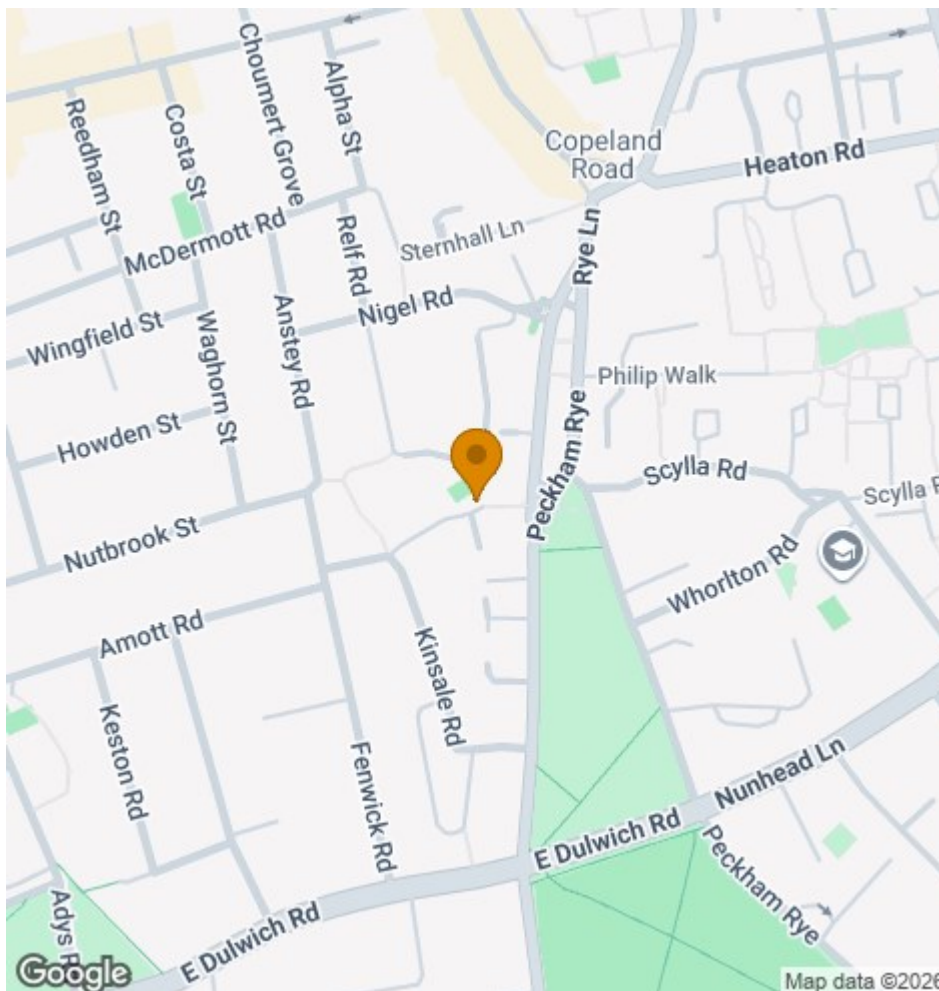 Choumert Grove
Alpha St
Reedham St
Costa St
Copeland
Road
Heaton Rd
McDermott Rd
Relf Rd
Sternhall Ln
Rye Ln
Nigel Rd
Wingfield St
Waghorn St
Anstey Rd
Philip Walk
Howden St
Peckham Rye
Scylla Rd
Scylla R
Nutbrook St
Whorlton Rd
Amott Rd
Kinsale Rd
Keston Rd
Fenwick Rd
Nunhead Ln
E Dulwich Rd
Peckham Rye
Adys R
E Dulwich Rd
Google
Map data ©2026